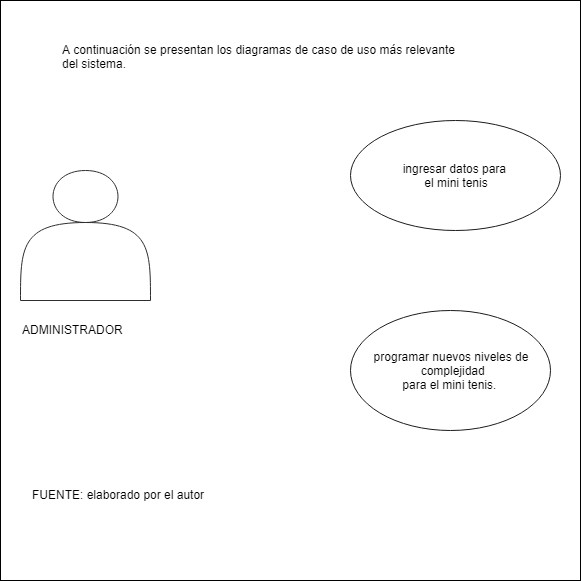 A continuación se presentan los diagramas de caso de uso más relevante
del sistema.
ingresar datos para
el mini tenis
ADMINISTRADOR
programar nuevos niveles de
complejidad
para el mini tenis.
FUENTE: elaborado por el autor